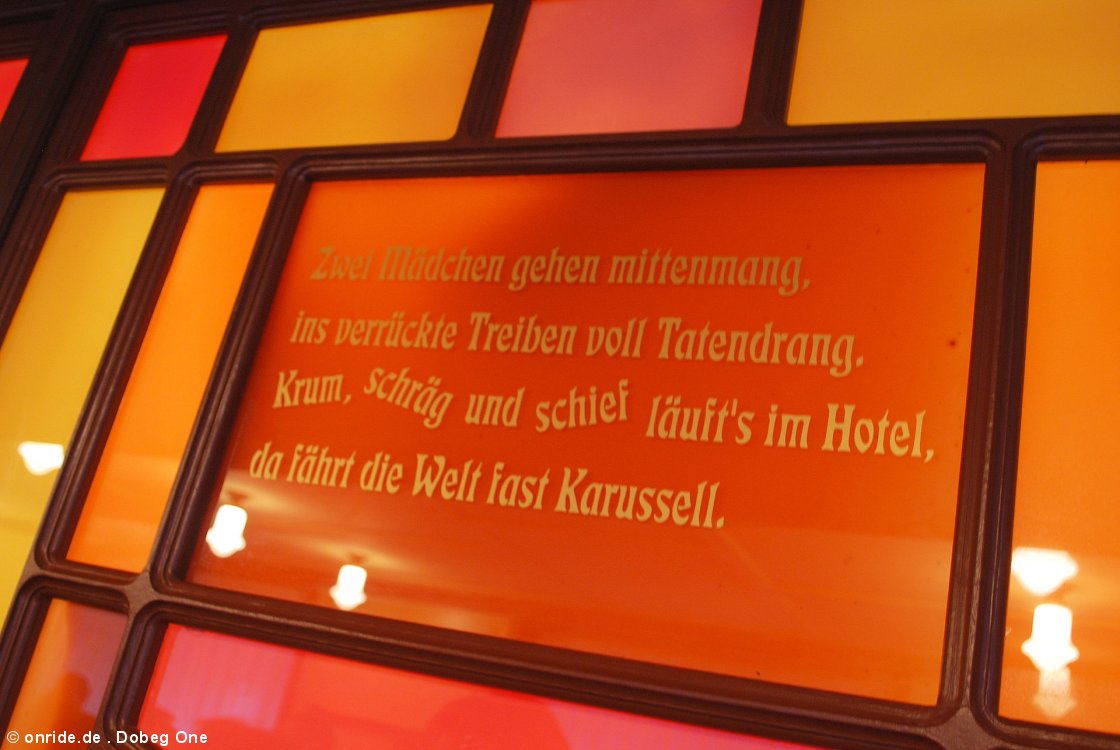 Zwei Mädchen gehen mittenmang,
ins verrückte Treiben voll Tatendrang.
Krum, schräg und schief läuft's im Hotel,
da fährt die Welt fast Karussell.
© onride.de . Dobeg One